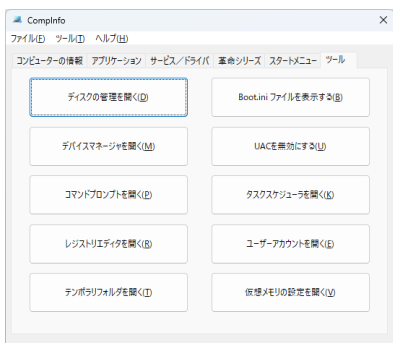 CompInfo
ファイル(F) ツール(T) ヘルプ(H)
コンピューターの情報 アプリケーション サービス/ドライバ 革命シリーズ スタートメニュー ツール
ディスクの管理を開く(D) Boot.ini ファイルを表示する(B)
デバイスマネージャを開く(M) UACを無効にする(U)
コマンドプロンプトを開く(P) タスクスケジューラを開く(K)
レジストリエディタを開く(R) ユーザーアカウントを開く(E)
テンポラリフォルダを開く(T) 仮想メモリの設定を開く(V)